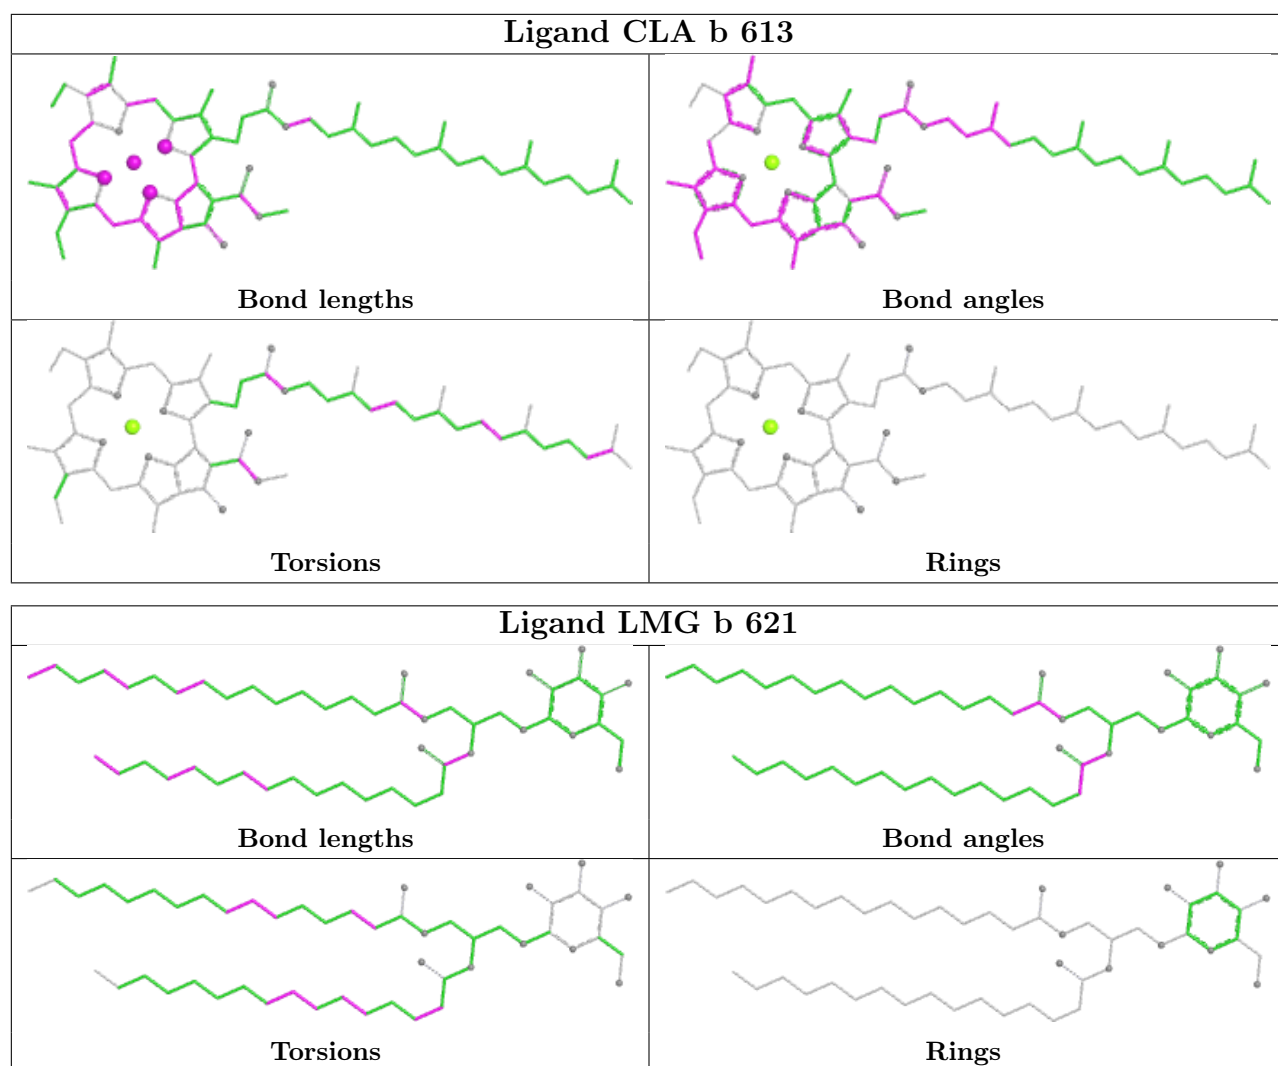 Ligand CLA b 613
Bond lengths
Bond angles
Torsions
Rings
Ligand LMG b 621
Bond lengths
Bond angles
Torsions
Rings